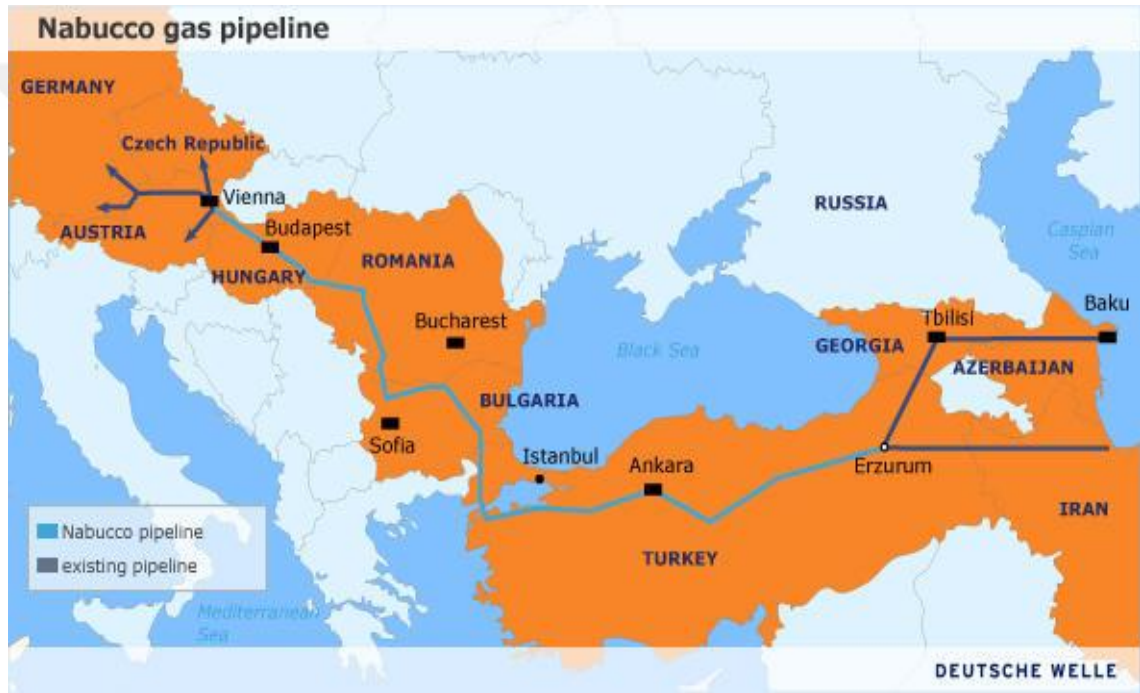 Nabucco gas pipeline
GERMANY
Czech Republic
Vienna
AUSTRIA
Budapest
HUNGARY
ROMANIA
Bucharest
BULGARIA
Sofia
Istanbul
Ankara
TURKEY
Black Sea
RUSSIA
Caspian
Sea
GEORGIA
Tbilisi
Baku
AZERBAIJAN
Erzurum
IRAN
Nabucco pipeline
existing pipeline
Mediterranean
Sea
DEUTSCHE WELLE